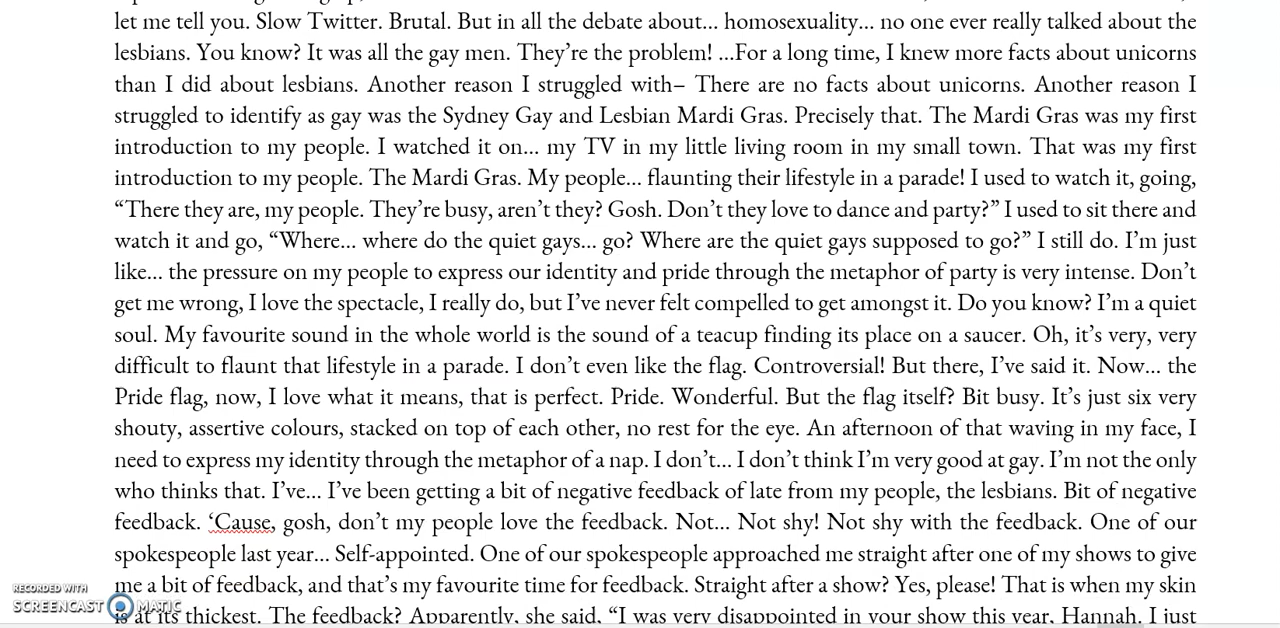 let me tell you. Slow Twitter. Brutal. But in all the debate about… homosexuality… no one ever really talked about the
lesbians. You know? It was all the gay men. They’re the problem! …For a long time, I knew more facts about unicorns
than I did about lesbians. Another reason I struggled with– There are no facts about unicorns. Another reason I
struggled to identify as gay was the Sydney Gay and Lesbian Mardi Gras. Precisely that. The Mardi Gras was my first
introduction to my people. I watched it on… my TV in my little living room in my small town. That was my first
introduction to my people. The Mardi Gras. My people… flaunting their lifestyle in a parade! I used to watch it, going,
“There they are, my people. They’re busy, aren’t they? Gosh. Don’t they love to dance and party?” I used to sit there and
watch it and go, “Where… where do the quiet gays… go? Where are the quiet gays supposed to go?” I still do. I’m just
like… the pressure on my people to express our identity and pride through the metaphor of party is very intense. Don’t
get me wrong, I love the spectacle, I really do, but I’ve never felt compelled to get amongst it. Do you know? I’m a quiet
soul. My favourite sound in the whole world is the sound of a teacup finding its place on a saucer. Oh, it’s very, very
difficult to flaunt that lifestyle in a parade. I don’t even like the flag. Controversial! But there, I’ve said it. Now… the
Pride flag, now, I love what it means, that is perfect. Pride. Wonderful. But the flag itself? Bit busy. It’s just six very
shouty, assertive colours, stacked on top of each other, no rest for the eye. An afternoon of that waving in my face, I
need to express my identity through the metaphor of a nap. I don’t… I don’t think I’m very good at gay. I’m not the only
who thinks that. I’ve… I’ve been getting a bit of negative feedback of late from my people, the lesbians. Bit of negative
feedback. ‘Cause, gosh, don’t my people love the feedback. Not… Not shy! Not shy with the feedback. One of our
spokespeople last year… Self-appointed. One of our spokespeople approached me straight after one of my shows to give
me a bit of feedback, and that’s my favourite time for feedback. Straight after a show? Yes, please! That is when my skin
is at its thickest. The feedback? Apparently, she said, “I was very disappointed in your show this year, Hannah. I just
RECORDED WITH
SCREENCAST MATIC